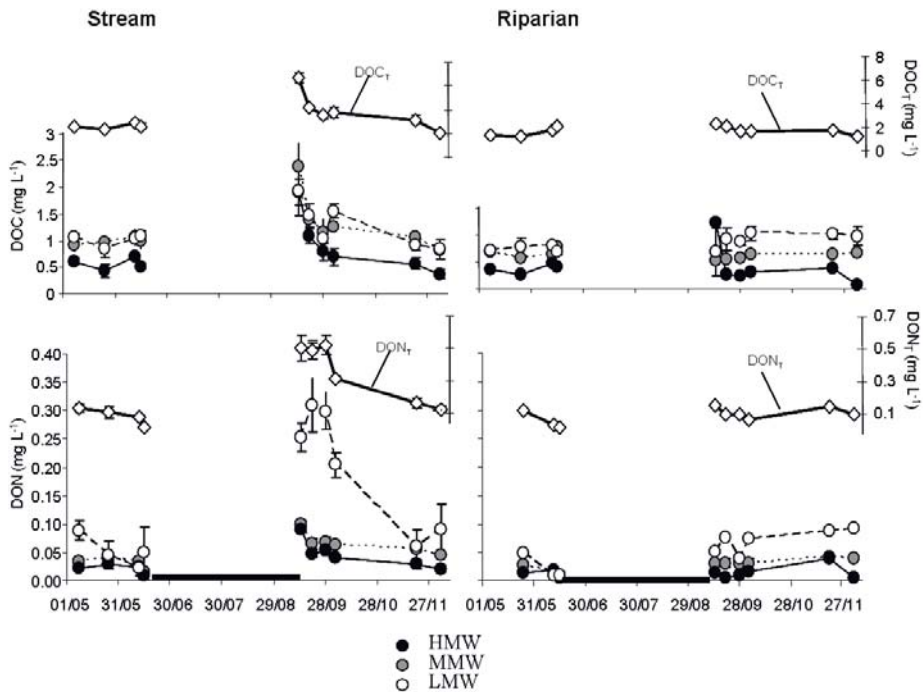 Stream
Riparian
DOC_T
DOC_T
8
6
4
2
0
DOC_T (mg L⁻¹)
3
2.5
2
1.5
1
0.5
0
DOC (mg L⁻¹)
DON_T
DON_T
0.7
0.5
0.3
0.1
DON_T (mg L⁻¹)
0.40
0.35
0.30
0.25
0.20
0.15
0.10
0.05
0.00
DON (mg L⁻¹)
01/05 31/05 30/06 30/07 29/08 28/09 28/10 27/11
01/05 31/05 30/06 30/07 29/08 28/09 28/10 27/11
HMW
MMW
LMW